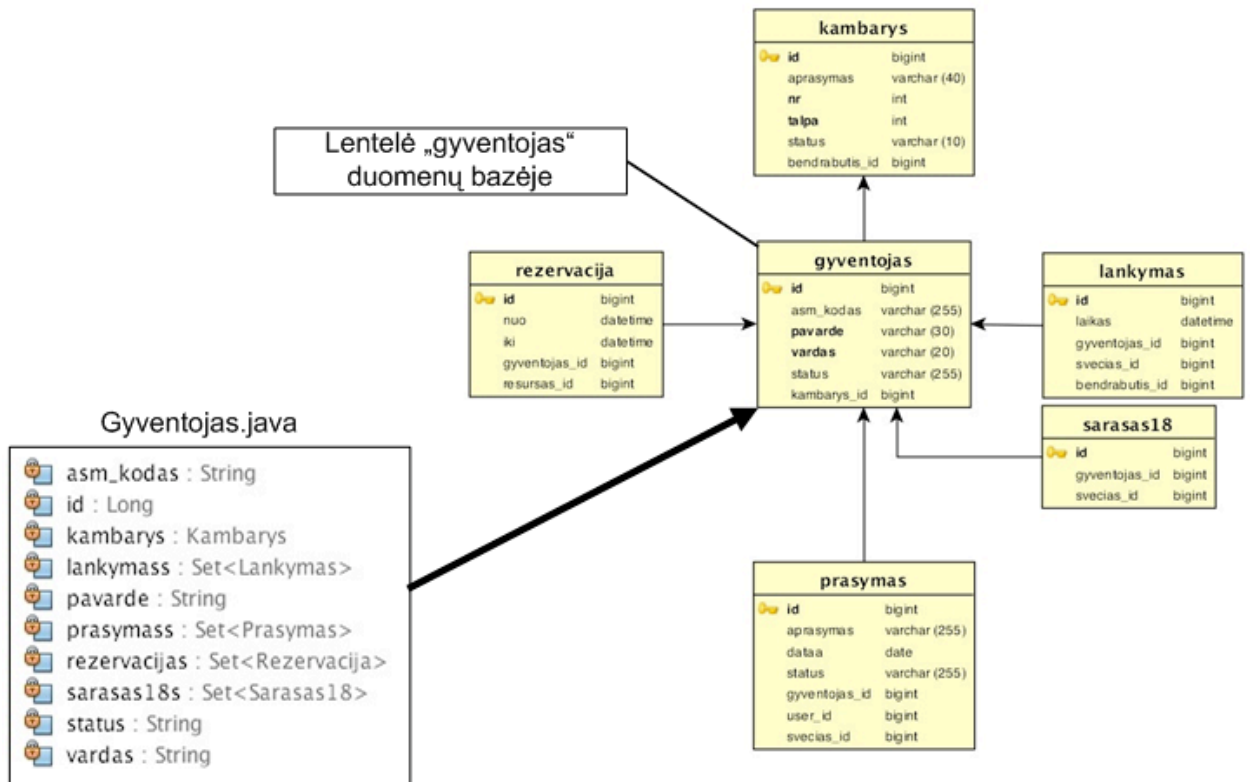 kambarys
id bigint
aprasymas varchar (40)
nr int
talpa int
status varchar (10)
bendrabutis_id bigint
Lentelė „gyventojas“
duomenų bazėje
rezervacija
id bigint
nuo datetime
iki datetime
gyventojas_id bigint
resursas_id bigint
gyventojas
id bigint
asm_kodas varchar (255)
pavarde varchar (30)
vardas varchar (20)
status varchar (255)
kambarys_id bigint
lankymas
id bigint
laikas datetime
gyventojas_id bigint
svecias_id bigint
bendrabutis_id bigint
sarasas18
id bigint
gyventojas_id bigint
svecias_id bigint
Gyventojas.java
asm_kodas : String
id : Long
kambarys : Kambarys
lankymass : Set<Lankymas>
pavarde : String
prasymass : Set<Prasymas>
rezervacijas : Set<Rezervacija>
sarasas18s : Set<Sarasas18>
status : String
vardas : String
prasymas
id bigint
aprasymas varchar (255)
dataa date
status varchar (255)
gyventojas_id bigint
user_id bigint
svecias_id bigint